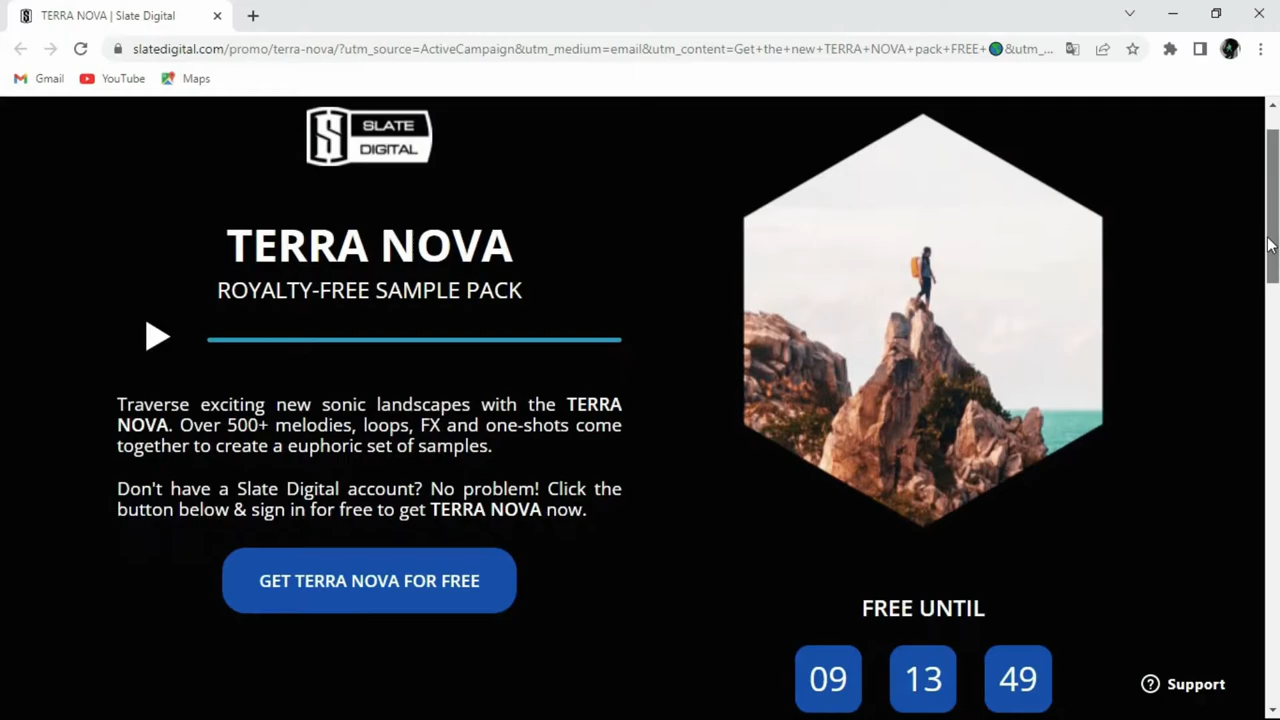 TERRA NOVA | Slate Digital
slatedigital.com/promo/terra-nova/?utm_source=ActiveCampaign&utm_medium=email&utm_content=Get+the+new+TERRA+NOVA+pack+FREE+🌏&utm_...
Gmail YouTube Maps
SLATE
DIGITAL
TERRA NOVA
ROYALTY-FREE SAMPLE PACK
Traverse exciting new sonic landscapes with the TERRA
NOVA. Over 500+ melodies, loops, FX and one-shots come
together to create a euphoric set of samples.
Don't have a Slate Digital account? No problem! Click the
button below & sign in for free to get TERRA NOVA now.
GET TERRA NOVA FOR FREE
FREE UNTIL
09 13 49
Support